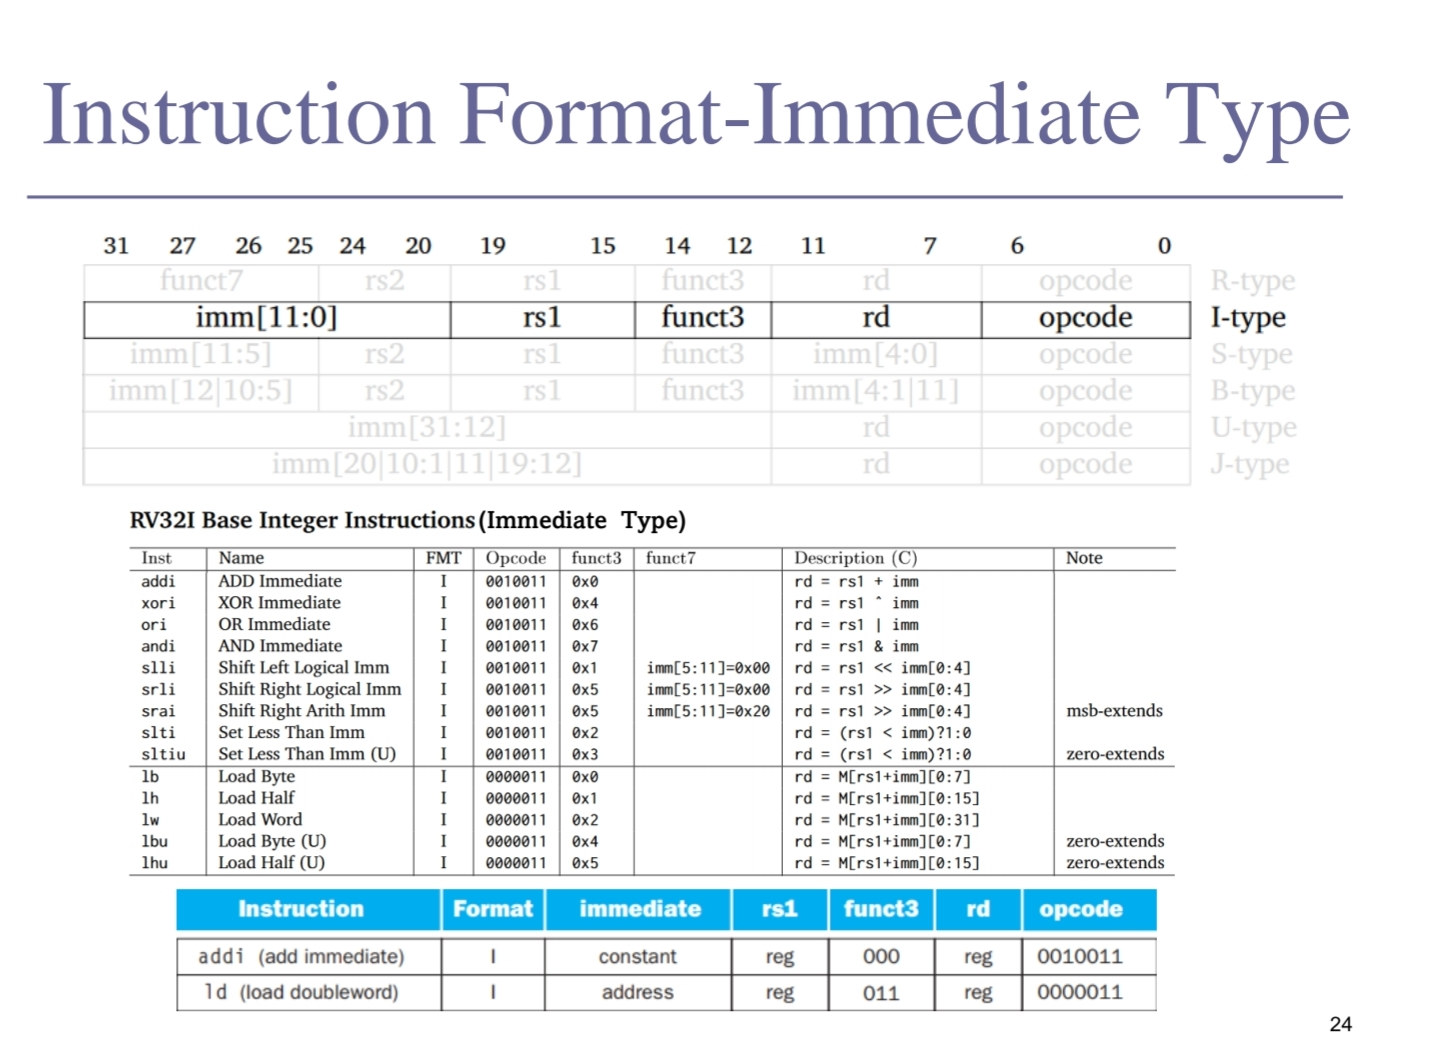 Instruction Format-Immediate Type
31 27 26 25 24 20 19 15 14 12 11 7 6 0
funct7 rs2 rs1 funct3 rd opcode R-type
imm[11:0] rs1 funct3 rd opcode I-type
imm[11:5] rs2 rs1 funct3 imm[4:0] opcode S-type
imm[12|10:5] rs2 rs1 funct3 imm[4:1|11] opcode B-type
imm[31:12] rd opcode U-type
imm[20|10:1|11|19:12] rd opcode J-type
RV32I Base Integer Instructions(Immediate Type)
Inst Name FMT Opcode funct3 funct7 Description (C) Note
addi ADD Immediate I 0010011 0x0 rd = rs1 + imm
xori XOR Immediate I 0010011 0x4 rd = rs1 ^ imm
ori OR Immediate I 0010011 0x6 rd = rs1 | imm
andi AND Immediate I 0010011 0x7 rd = rs1 & imm
slli Shift Left Logical Imm I 0010011 0x1 imm[5:11]=0x00 rd = rs1 << imm[0:4]
srli Shift Right Logical Imm I 0010011 0x5 imm[5:11]=0x00 rd = rs1 >> imm[0:4]
srai Shift Right Arith Imm I 0010011 0x5 imm[5:11]=0x20 rd = rs1 >> imm[0:4] msb-extends
slti Set Less Than Imm I 0010011 0x2 rd = (rs1 < imm)?1:0
sltiu Set Less Than Imm (U) I 0010011 0x3 rd = (rs1 < imm)?1:0 zero-extends
lb Load Byte I 0000011 0x0 rd = M[rs1+imm][0:7]
lh Load Half I 0000011 0x1 rd = M[rs1+imm][0:15]
lw Load Word I 0000011 0x2 rd = M[rs1+imm][0:31]
lbu Load Byte (U) I 0000011 0x4 rd = M[rs1+imm][0:7] zero-extends
lhu Load Half (U) I 0000011 0x5 rd = M[rs1+imm][0:15] zero-extends
Instruction Format immediate rs1 funct3 rd opcode
addi (add immediate) I constant reg 000 reg 0010011
ld (load doubleword) I address reg 011 reg 0000011
24